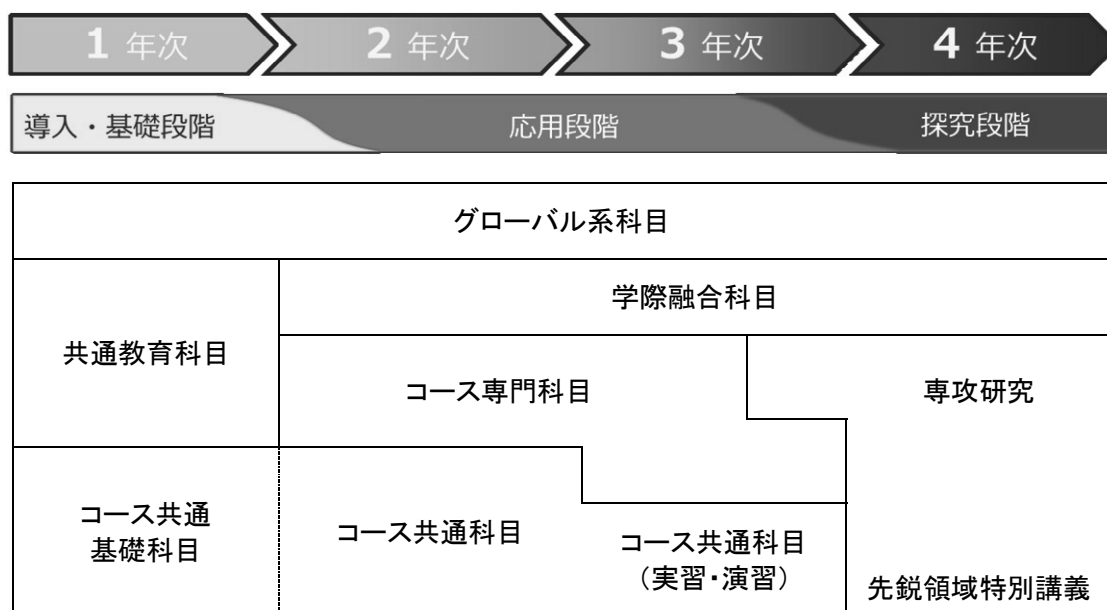 1 年次
2 年次
3 年次
4 年次
導入・基礎段階
応用段階
探究段階
グローバル系科目
共通教育科目
学際融合科目
コース専門科目
専攻研究
コース共通
基礎科目
コース共通科目
コース共通科目
（実習・演習）
先鋭領域特別講義